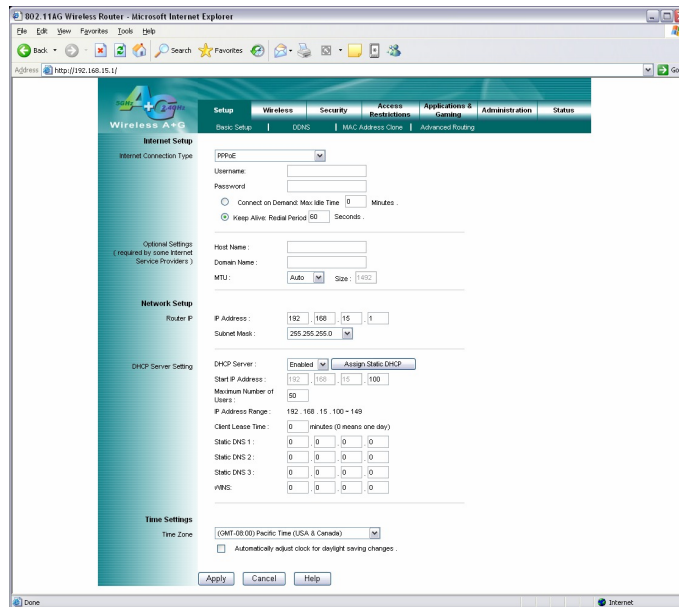 802.11AG Wireless Router - Microsoft Internet Explorer
File Edit View Favorites Tools Help
Back Search Favorites
Address http://192.168.15.1/ Go
5GHz A+G 2.4GHz
Wireless A+G
Setup Wireless Security Access Restrictions Applications & Gaming Administration Status
Basic Setup | DDNS | MAC Address Clone | Advanced Routing
Internet Setup
Internet Connection Type PPPoE
Username:
Password
Connect on Demand: Max Idle Time 0 Minutes .
Keep Alive: Redial Period 60 Seconds .
Optional Settings
( required by some Internet
Service Providers )
Host Name :
Domain Name :
MTU : Auto Size : 1492
Network Setup
Router IP IP Address : 192 . 168 . 15 . 1
Subnet Mask : 255.255.255.0
DHCP Server Setting DHCP Server : Enabled Assign Static DHCP
Start IP Address : 192 . 168 . 15 . 100
Maximum Number of
Users : 50
IP Address Range : 192 . 168 . 15 . 100 ~ 149
Client Lease Time : 0 minutes (0 means one day)
Static DNS 1 : 0 . 0 . 0 . 0
Static DNS 2 : 0 . 0 . 0 . 0
Static DNS 3 : 0 . 0 . 0 . 0
WINS: 0 . 0 . 0 . 0
Time Settings
Time Zone (GMT-08:00) Pacific Time (USA & Canada)
Automatically adjust clock for daylight saving changes .
Apply Cancel Help
Done Internet